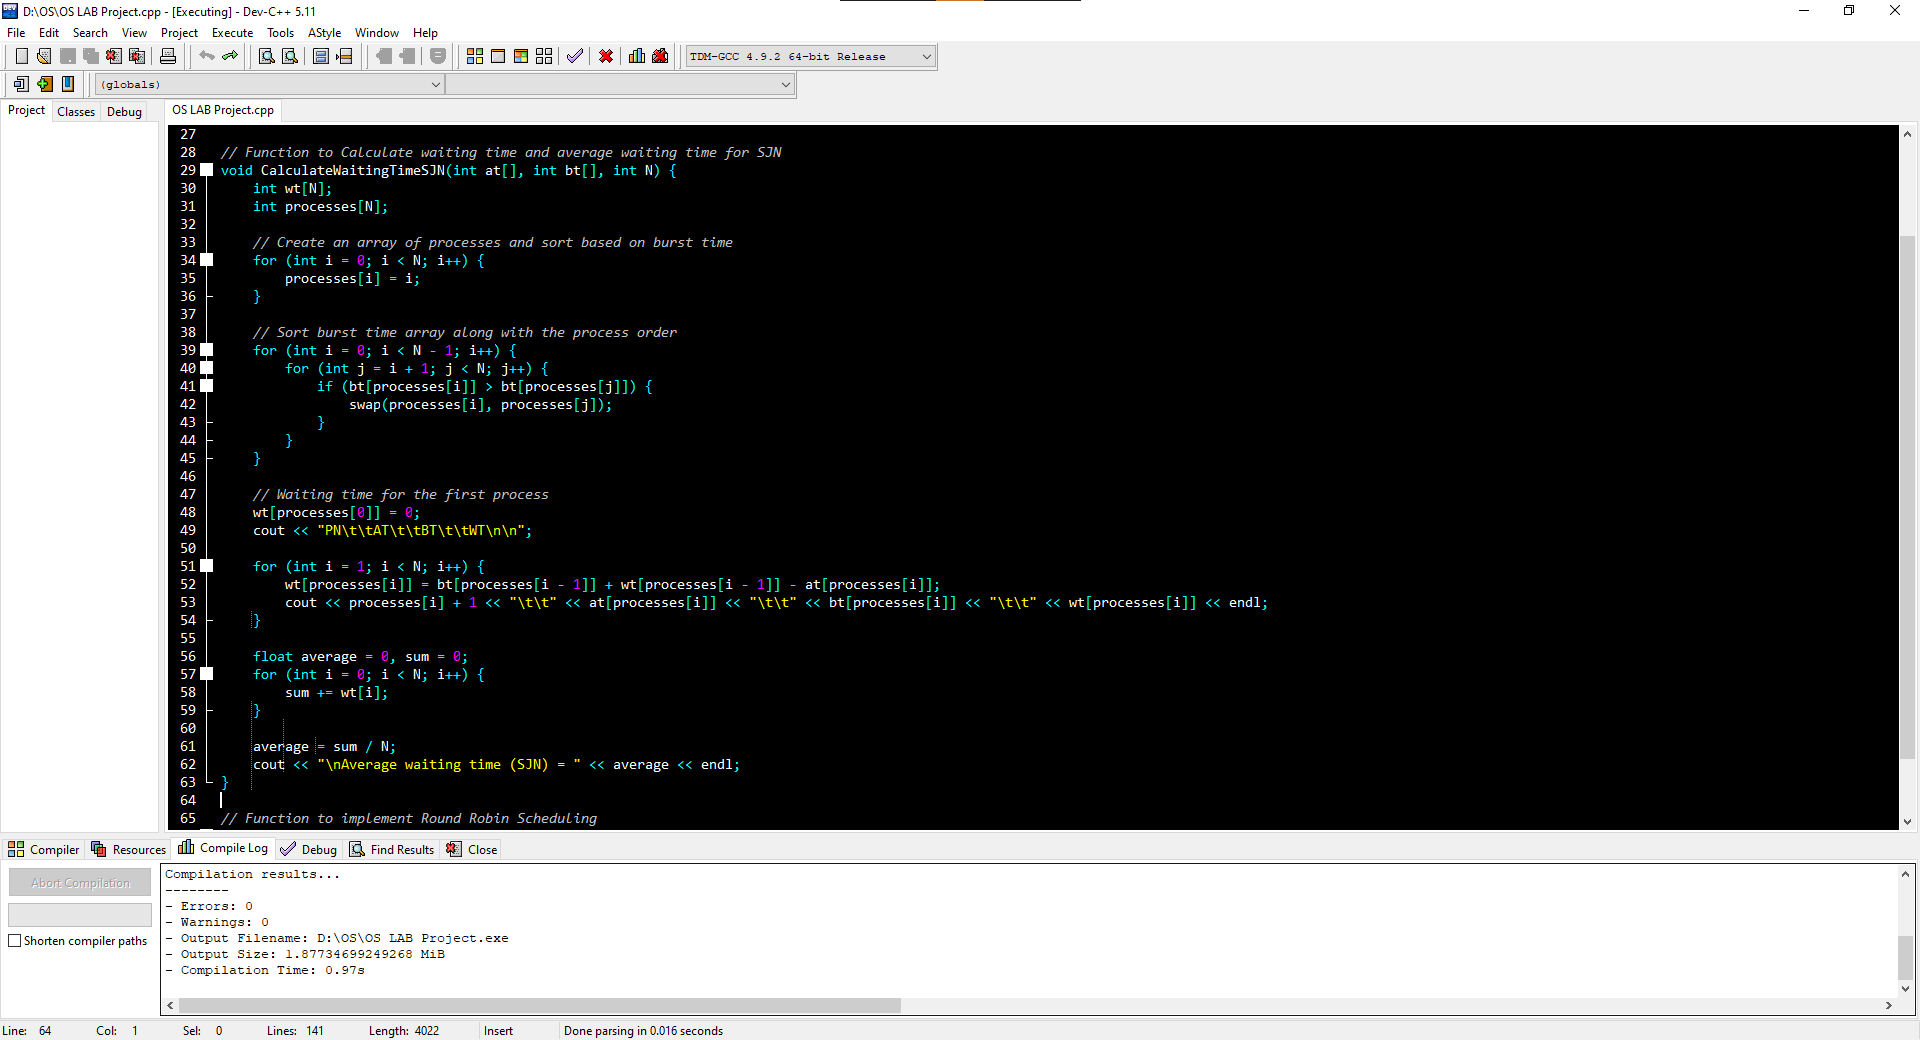 D:\OS\OS LAB Project.cpp - [Executing] - Dev-C++ 5.11
File Edit Search View Project Execute Tools AStyle Window Help
TDM-GCC 4.9.2 64-bit Release
(globals)
Project Classes Debug
OS LAB Project.cpp
27
28 // Function to Calculate waiting time and average waiting time for SJN
29 void CalculateWaitingTimeSJN(int at[], int bt[], int N) {
30     int wt[N];
31     int processes[N];
32
33     // Create an array of processes and sort based on burst time
34     for (int i = 0; i < N; i++) {
35         processes[i] = i;
36     }
37
38     // Sort burst time array along with the process order
39     for (int i = 0; i < N - 1; i++) {
40         for (int j = i + 1; j < N; j++) {
41             if (bt[processes[i]] > bt[processes[j]]) {
42                 swap(processes[i], processes[j]);
43             }
44         }
45     }
46
47     // Waiting time for the first process
48     wt[processes[0]] = 0;
49     cout << "PN\t\tAT\t\tBT\t\tWT\n\n";
50
51     for (int i = 1; i < N; i++) {
52         wt[processes[i]] = bt[processes[i - 1]] + wt[processes[i - 1]] - at[processes[i]];
53         cout << processes[i] + 1 << "\t\t" << at[processes[i]] << "\t\t" << bt[processes[i]] << "\t\t" << wt[processes[i]] << endl;
54     }
55
56     float average = 0, sum = 0;
57     for (int i = 0; i < N; i++) {
58         sum += wt[i];
59     }
60
61     average = sum / N;
62     cout << "\nAverage waiting time (SJN) = " << average << endl;
63 }
64
65 // Function to implement Round Robin Scheduling
Compiler Resources Compile Log Debug Find Results Close
Abort Compilation
Shorten compiler paths
Compilation results...
--------
- Errors: 0
- Warnings: 0
- Output Filename: D:\OS\OS LAB Project.exe
- Output Size: 1.87734699249268 MiB
- Compilation Time: 0.97s
Line: 64 Col: 1 Sel: 0 Lines: 141 Length: 4022 Insert Done parsing in 0.016 seconds